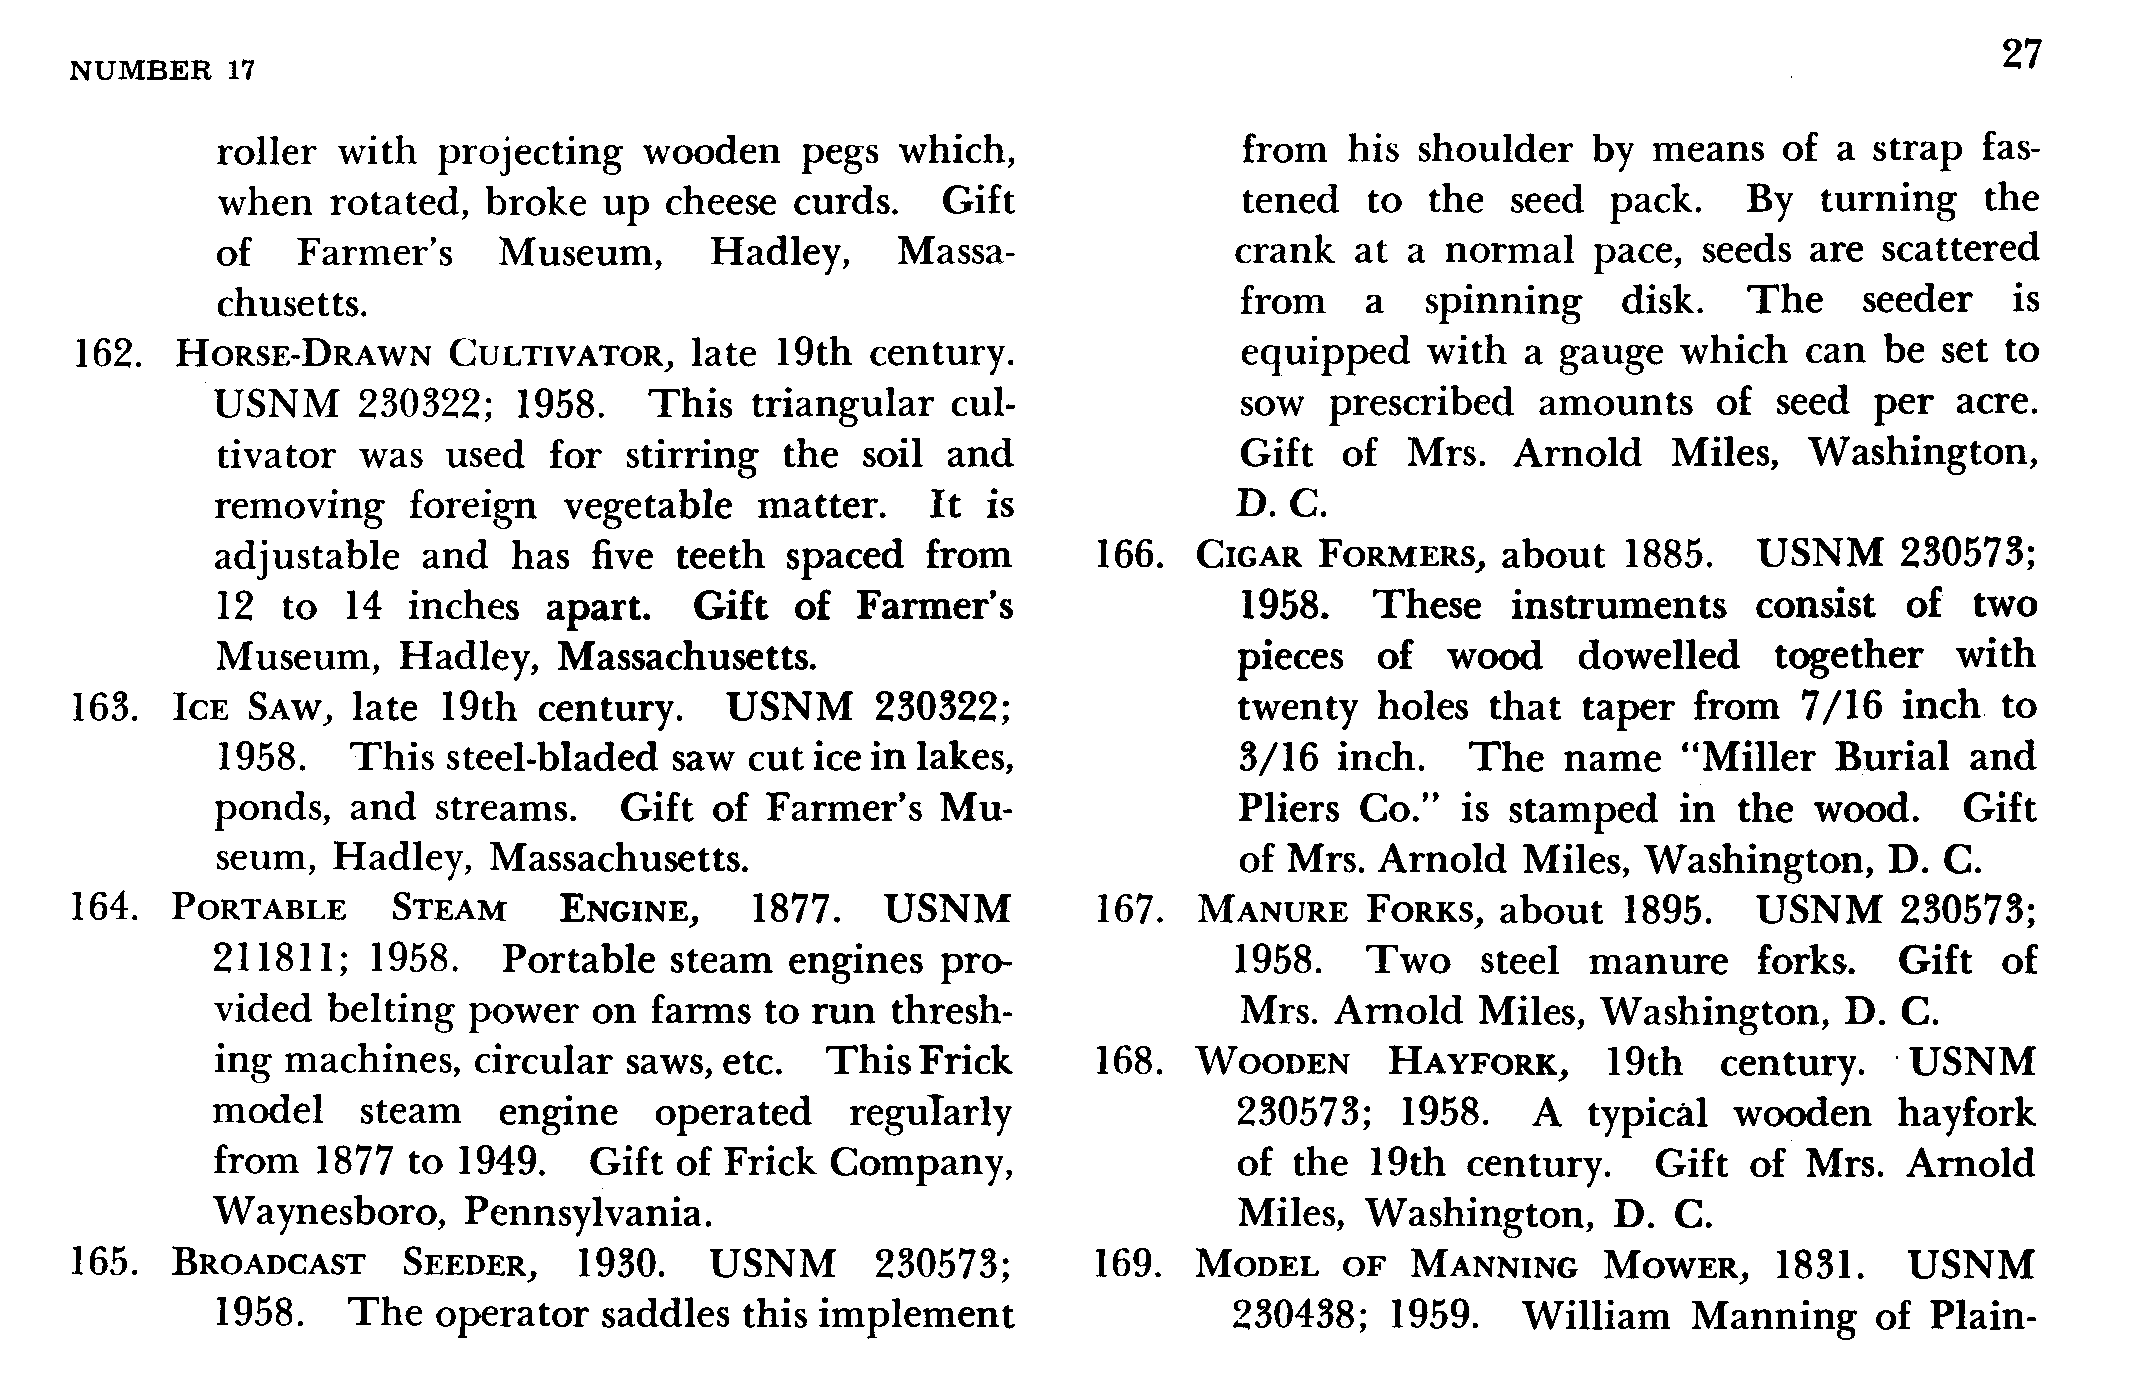 NUMBER 17
27
roller with projecting wooden pegs which,
when rotated, broke up cheese curds. Gift
of Farmer's Museum, Hadley, Massa-
chusetts.
162. HORSE-DRAWN CULTIVATOR, late 19th century.
USNM 230322; 1958. This triangular cul-
tivator was used for stirring the soil and
removing foreign vegetable matter. It is
adjustable and has five teeth spaced from
12 to 14 inches apart. Gift of Farmer's
Museum, Hadley, Massachusetts.
163. ICE SAW, late 19th century. USNM 230322;
1958. This steel-bladed saw cut ice in lakes,
ponds, and streams. Gift of Farmer's Mu-
seum, Hadley, Massachusetts.
164. PORTABLE STEAM ENGINE, 1877. USNM
211811; 1958. Portable steam engines pro-
vided belting power on farms to run thresh-
ing machines, circular saws, etc. This Frick
model steam engine operated regularly
from 1877 to 1949. Gift of Frick Company,
Waynesboro, Pennsylvania.
165. BROADCAST SEEDER, 1930. USNM 230573;
1958. The operator saddles this implement
from his shoulder by means of a strap fas-
tened to the seed pack. By turning the
crank at a normal pace, seeds are scattered
from a spinning disk. The seeder is
equipped with a gauge which can be set to
sow prescribed amounts of seed per acre.
Gift of Mrs. Arnold Miles, Washington,
D. C.
166. CIGAR FORMERS, about 1885. USNM 230573;
1958. These instruments consist of two
pieces of wood dowelled together with
twenty holes that taper from 7/16 inch to
3/16 inch. The name "Miller Burial and
Pliers Co." is stamped in the wood. Gift
of Mrs. Arnold Miles, Washington, D. C.
167. MANURE FORKS, about 1895. USNM 230573;
1958. Two steel manure forks. Gift of
Mrs. Arnold Miles, Washington, D. C.
168. WOODEN HAYFORK, 19th century. USNM
230573; 1958. A typical wooden hayfork
of the 19th century. Gift of Mrs. Arnold
Miles, Washington, D. C.
169. MODEL OF MANNING MOWER, 1831. USNM
230438; 1959. William Manning of Plain-